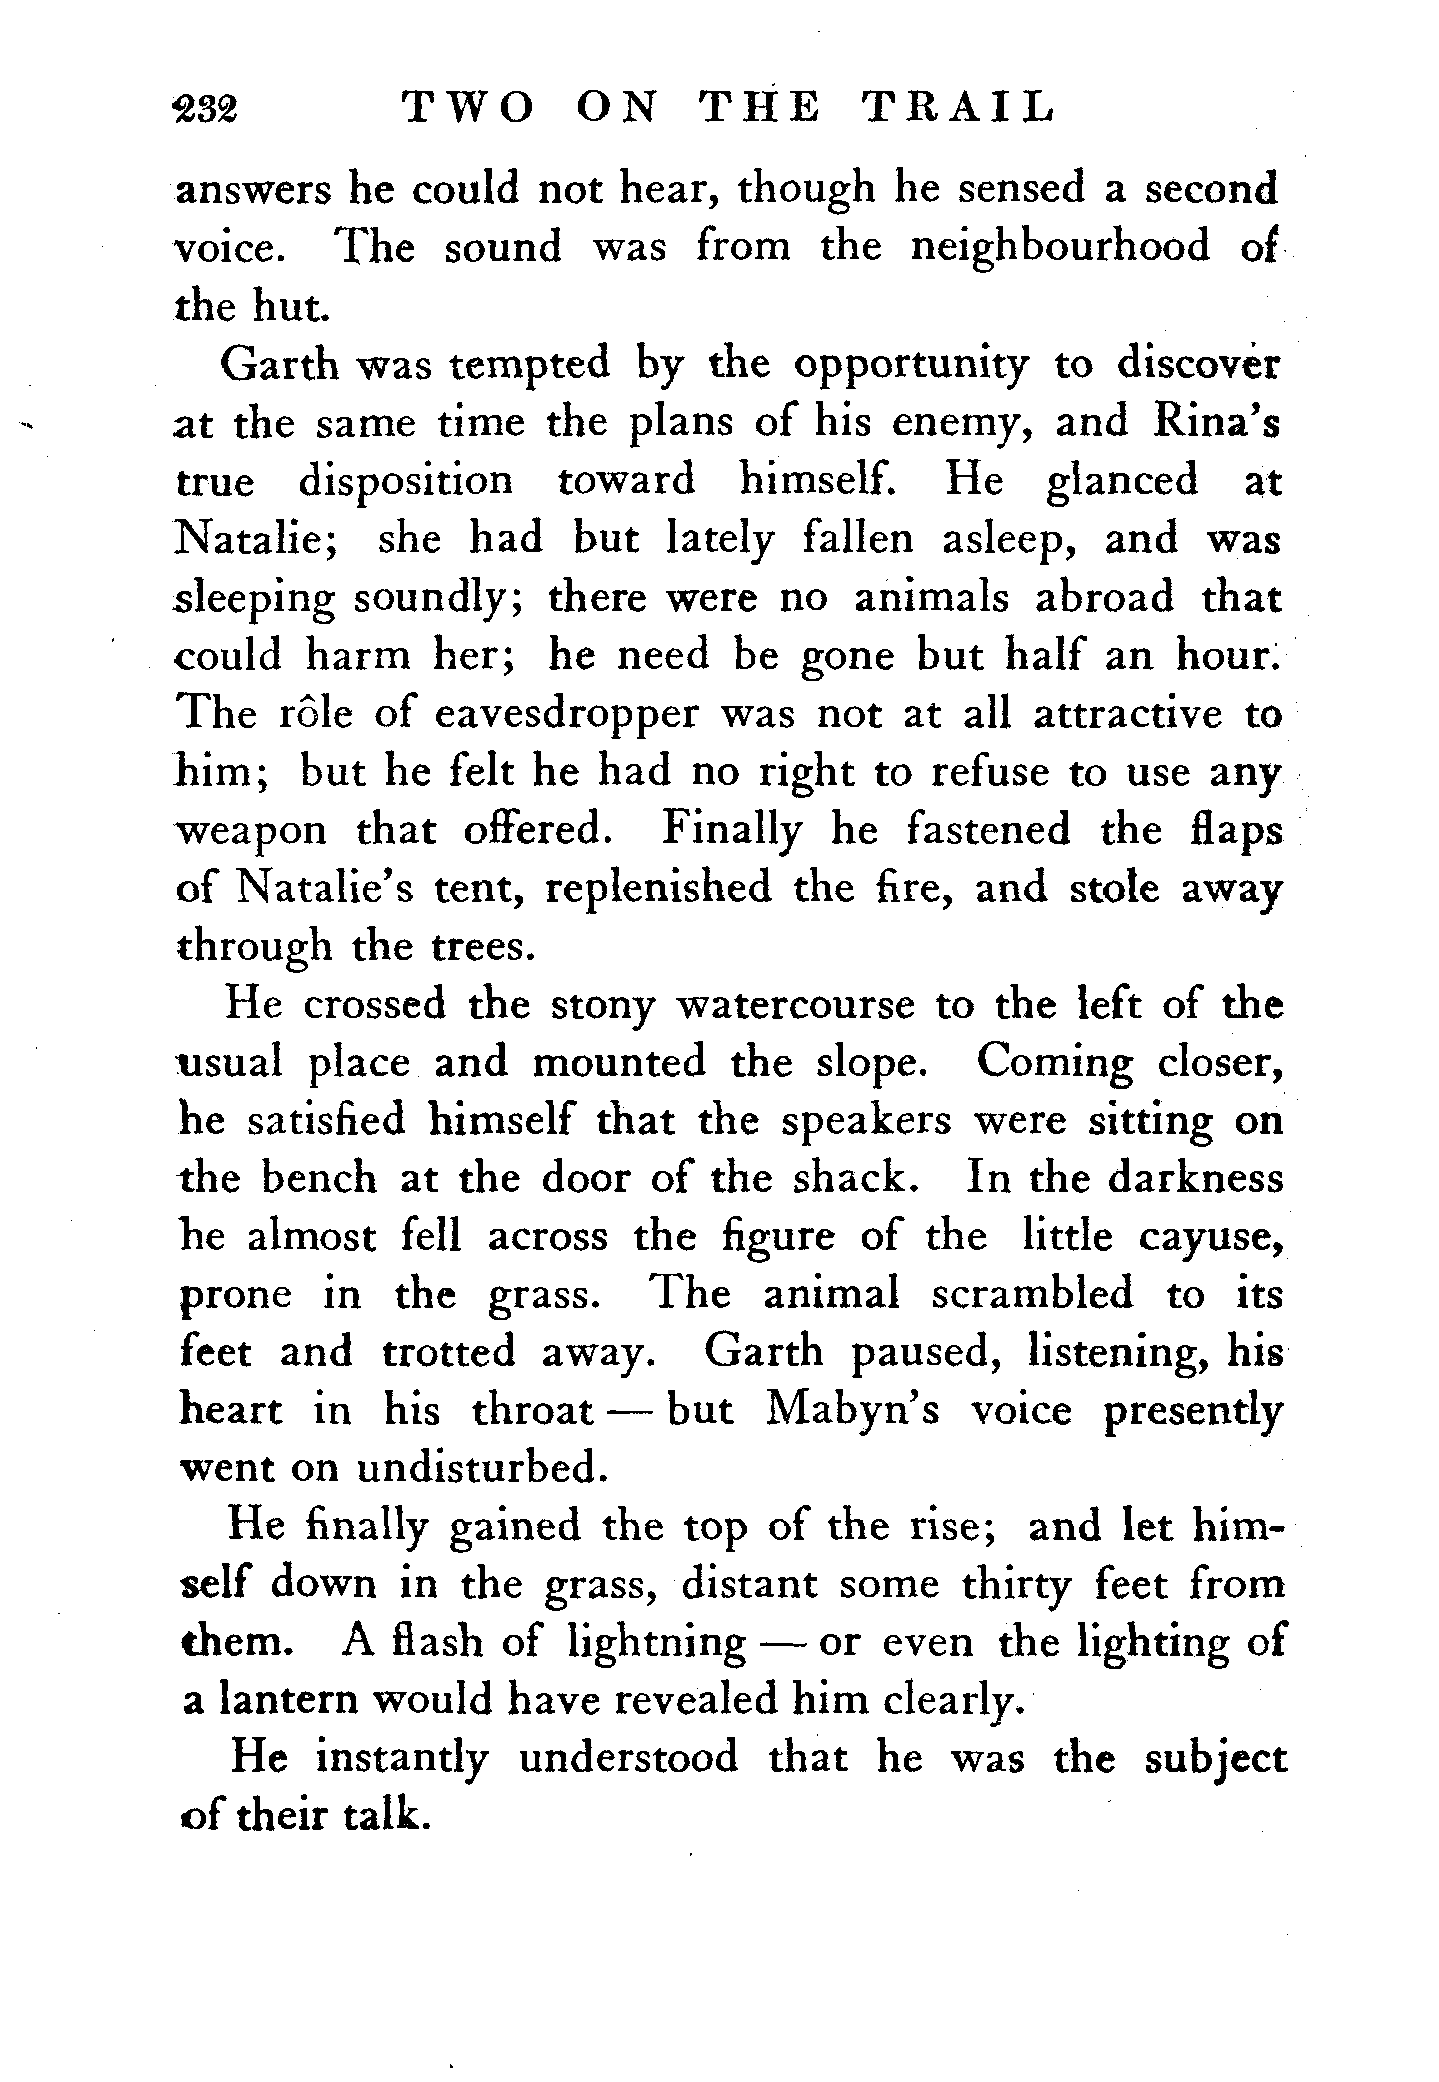 232 TWO ON THE TRAIL
answers he could not hear, though he sensed a second
voice. The sound was from the neighbourhood of
the hut.
Garth was tempted by the opportunity to discover
at the same time the plans of his enemy, and Rina's
true disposition toward himself. He glanced at
Natalie; she had but lately fallen asleep, and was
sleeping soundly; there were no animals abroad that
could harm her; he need be gone but half an hour.
The rôle of eavesdropper was not at all attractive to
him; but he felt he had no right to refuse to use any
weapon that offered. Finally he fastened the flaps
of Natalie's tent, replenished the fire, and stole away
through the trees.
He crossed the stony watercourse to the left of the
usual place and mounted the slope. Coming closer,
he satisfied himself that the speakers were sitting on
the bench at the door of the shack. In the darkness
he almost fell across the figure of the little cayuse,
prone in the grass. The animal scrambled to its
feet and trotted away. Garth paused, listening, his
heart in his throat — but Mabyn's voice presently
went on undisturbed.
He finally gained the top of the rise; and let him-
self down in the grass, distant some thirty feet from
them. A flash of lightning — or even the lighting of
a lantern would have revealed him clearly.
He instantly understood that he was the subject
of their talk.